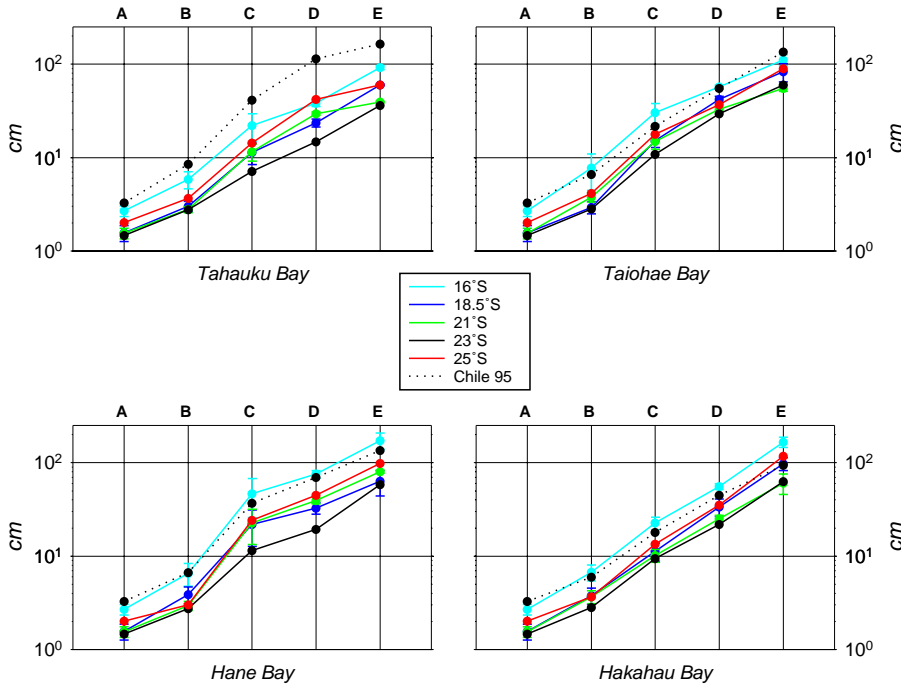 A B C D E
A B C D E
10²
10¹
10⁰
cm
10²
10¹
10⁰
cm
Tahauku Bay
Taiohae Bay
16°S
18.5°S
21°S
23°S
25°S
Chile 95
A B C D E
A B C D E
10²
10¹
10⁰
cm
10²
10¹
10⁰
cm
Hane Bay
Hakahau Bay